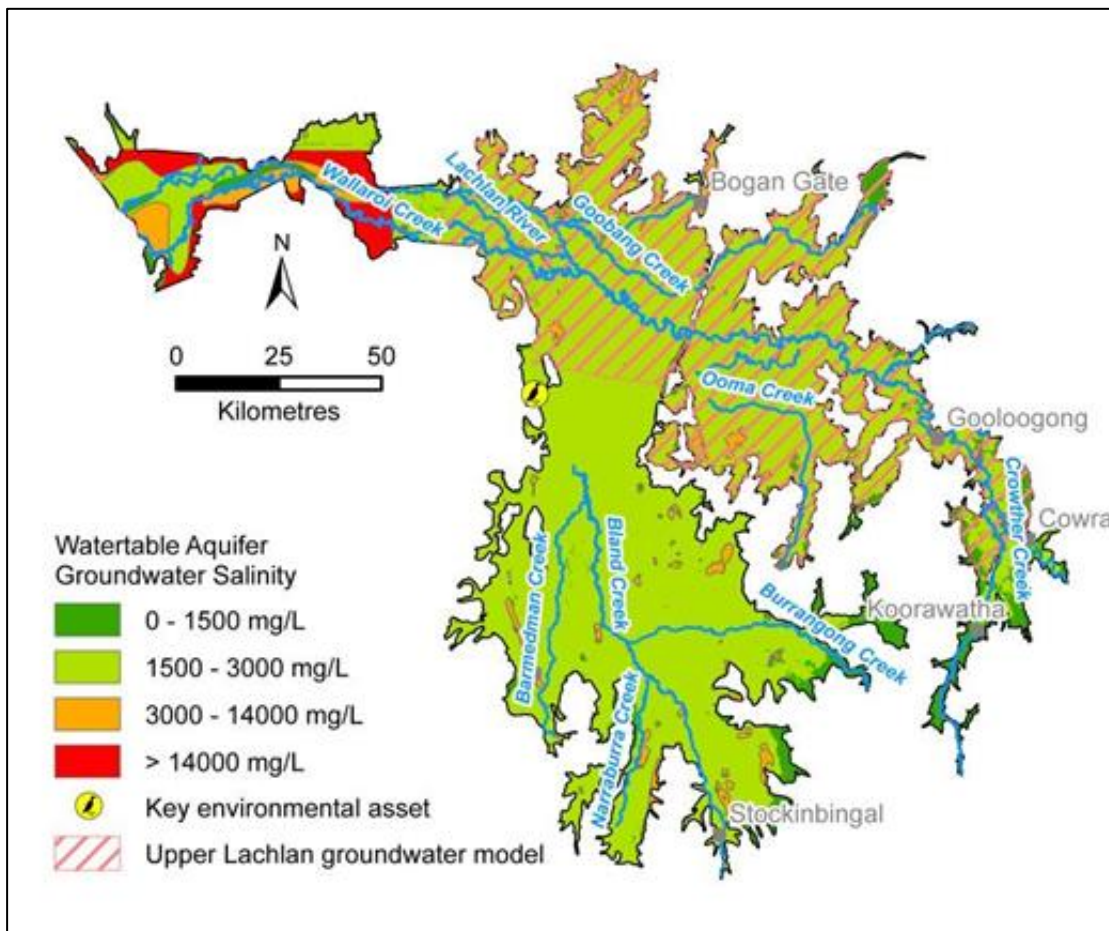 Bogan Gate
Lachlan River
Wallaroi Creek
Goobang Creek
N
0 25 50
Kilometres
Ooma Creek
Gooloogong
Crowther Creek
Cowra
Watertable Aquifer
Groundwater Salinity
0 - 1500 mg/L
1500 - 3000 mg/L
3000 - 14000 mg/L
> 14000 mg/L
Key environmental asset
Upper Lachlan groundwater model
Bland Creek
Barmedman Creek
Koorawatha
Burrangong Creek
Narraburra Creek
Stockinbingal